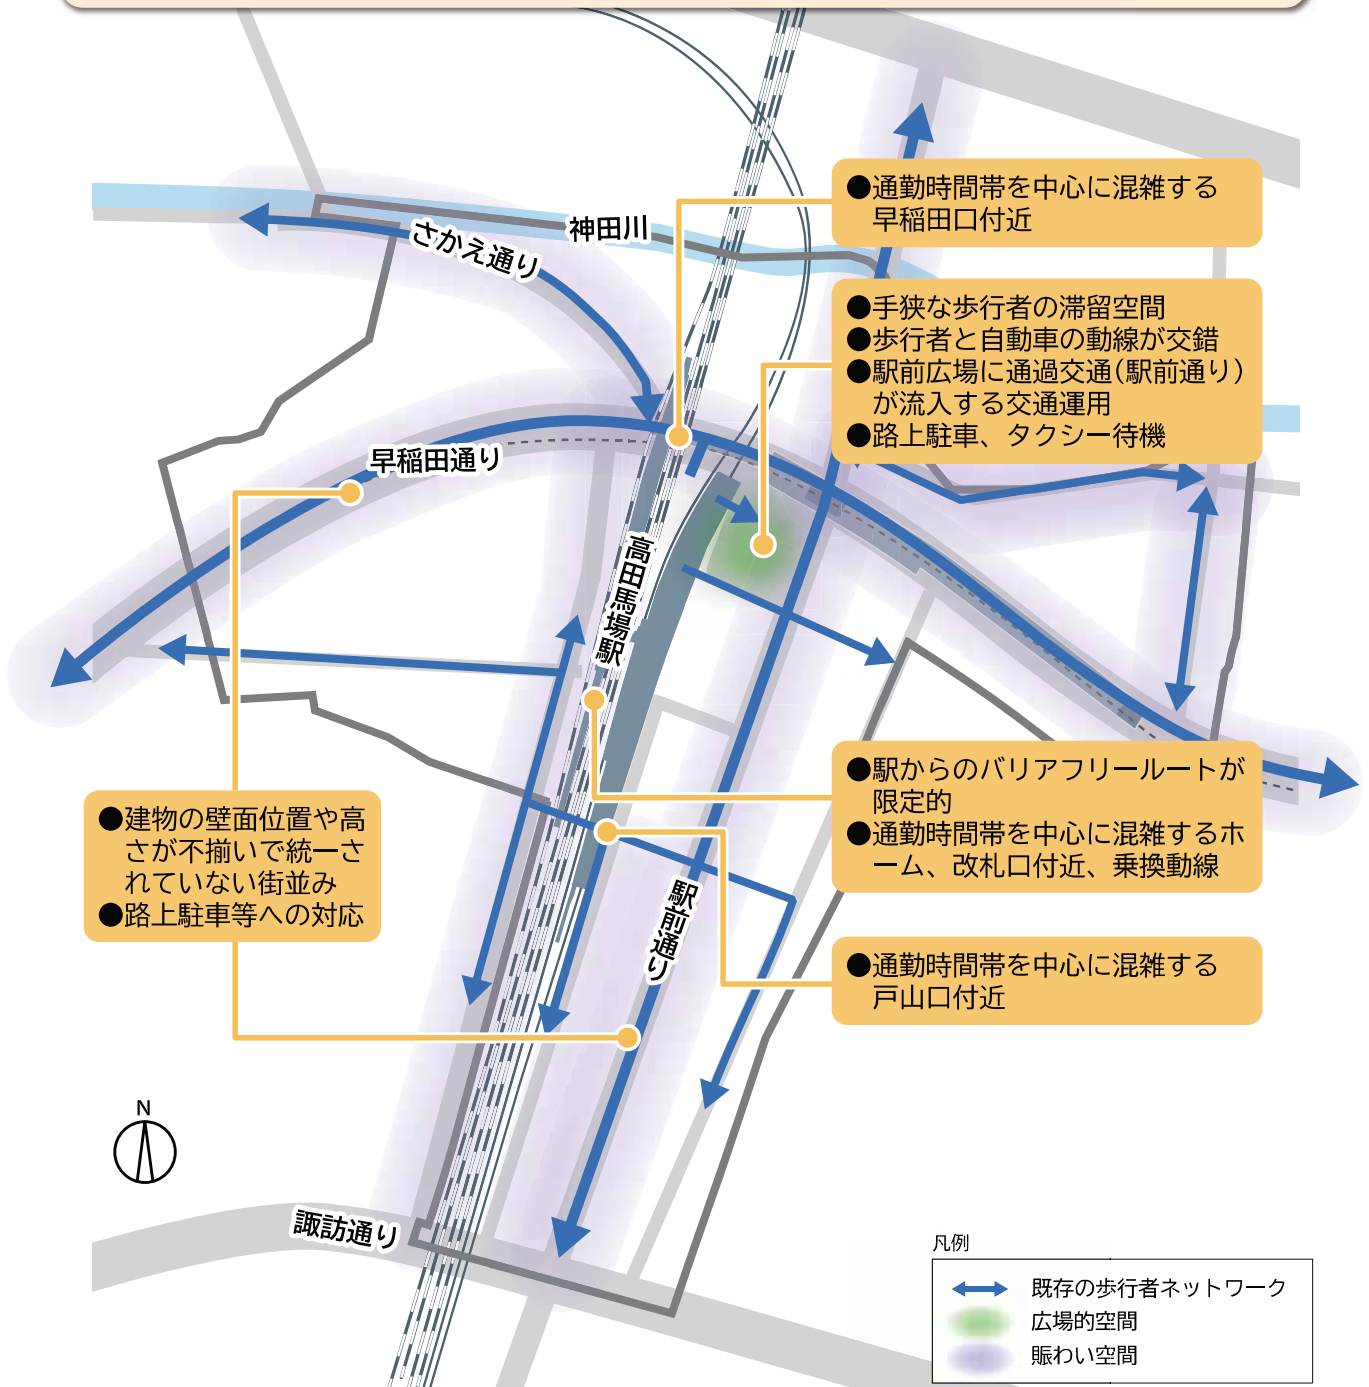 ●通勤時間帯を中心に混雑する
早稲田口付近
神田川
さかえ通り
●手狭な歩行者の滞留空間
●歩行者と自動車の動線が交錯
●駅前広場に通過交通(駅前通り)
が流入する交通運用
●路上駐車、タクシー待機
早稲田通り
高田馬場駅
●駅からのバリアフリールートが
限定的
●通勤時間帯を中心に混雑するホ
ーム、改札口付近、乗換動線
●建物の壁面位置や高
さが不揃いで統一さ
れていない街並み
●路上駐車等への対応
駅前通り
●通勤時間帯を中心に混雑する
戸山口付近
N
諏訪通り
凡例
既存の歩行者ネットワーク
広場的空間
賑わい空間